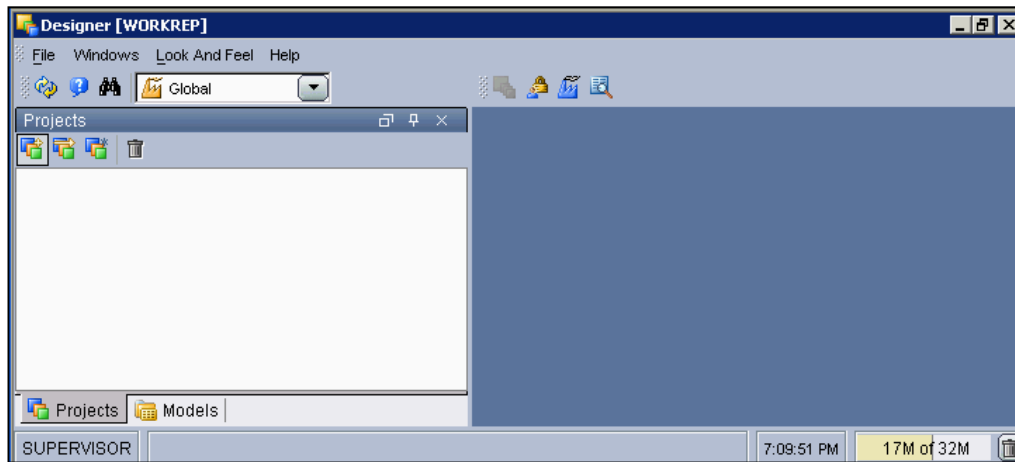 Designer [WORKREP]
File Windows Look And Feel Help
Global
Projects
Projects Models
SUPERVISOR 7:09:51 PM 17M of 32M